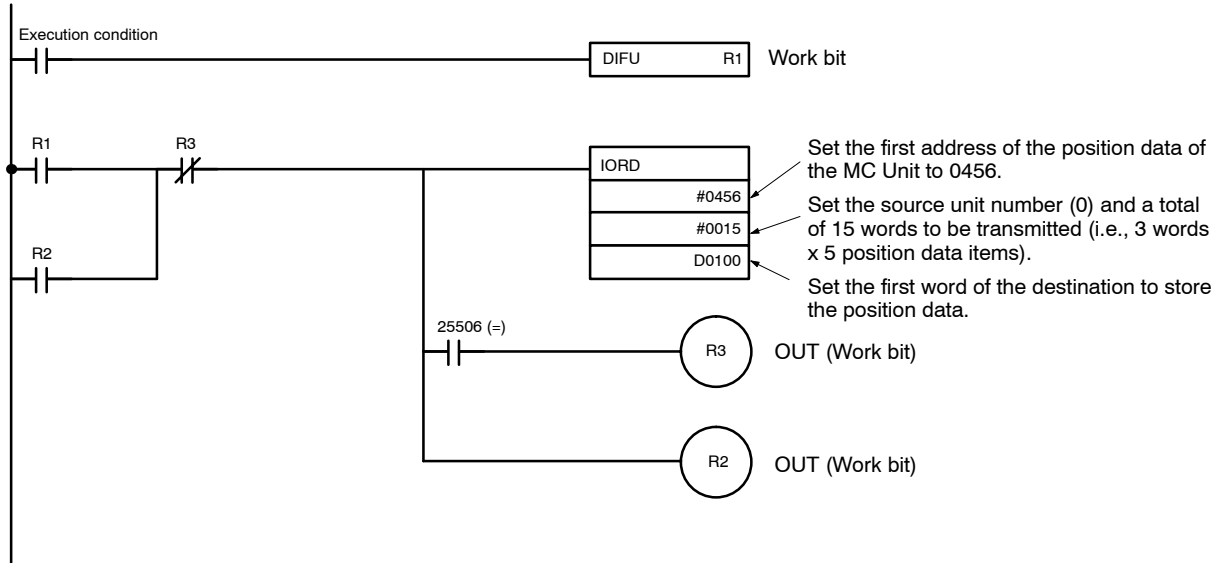 Execution condition
DIFU R1 Work bit
R1 R3
IORD
#0456
#0015
D0100
Set the first address of the position data of
the MC Unit to 0456.
Set the source unit number (0) and a total
of 15 words to be transmitted (i.e., 3 words
x 5 position data items).
Set the first word of the destination to store
the position data.
R2
25506 (=)
R3 OUT (Work bit)
R2 OUT (Work bit)